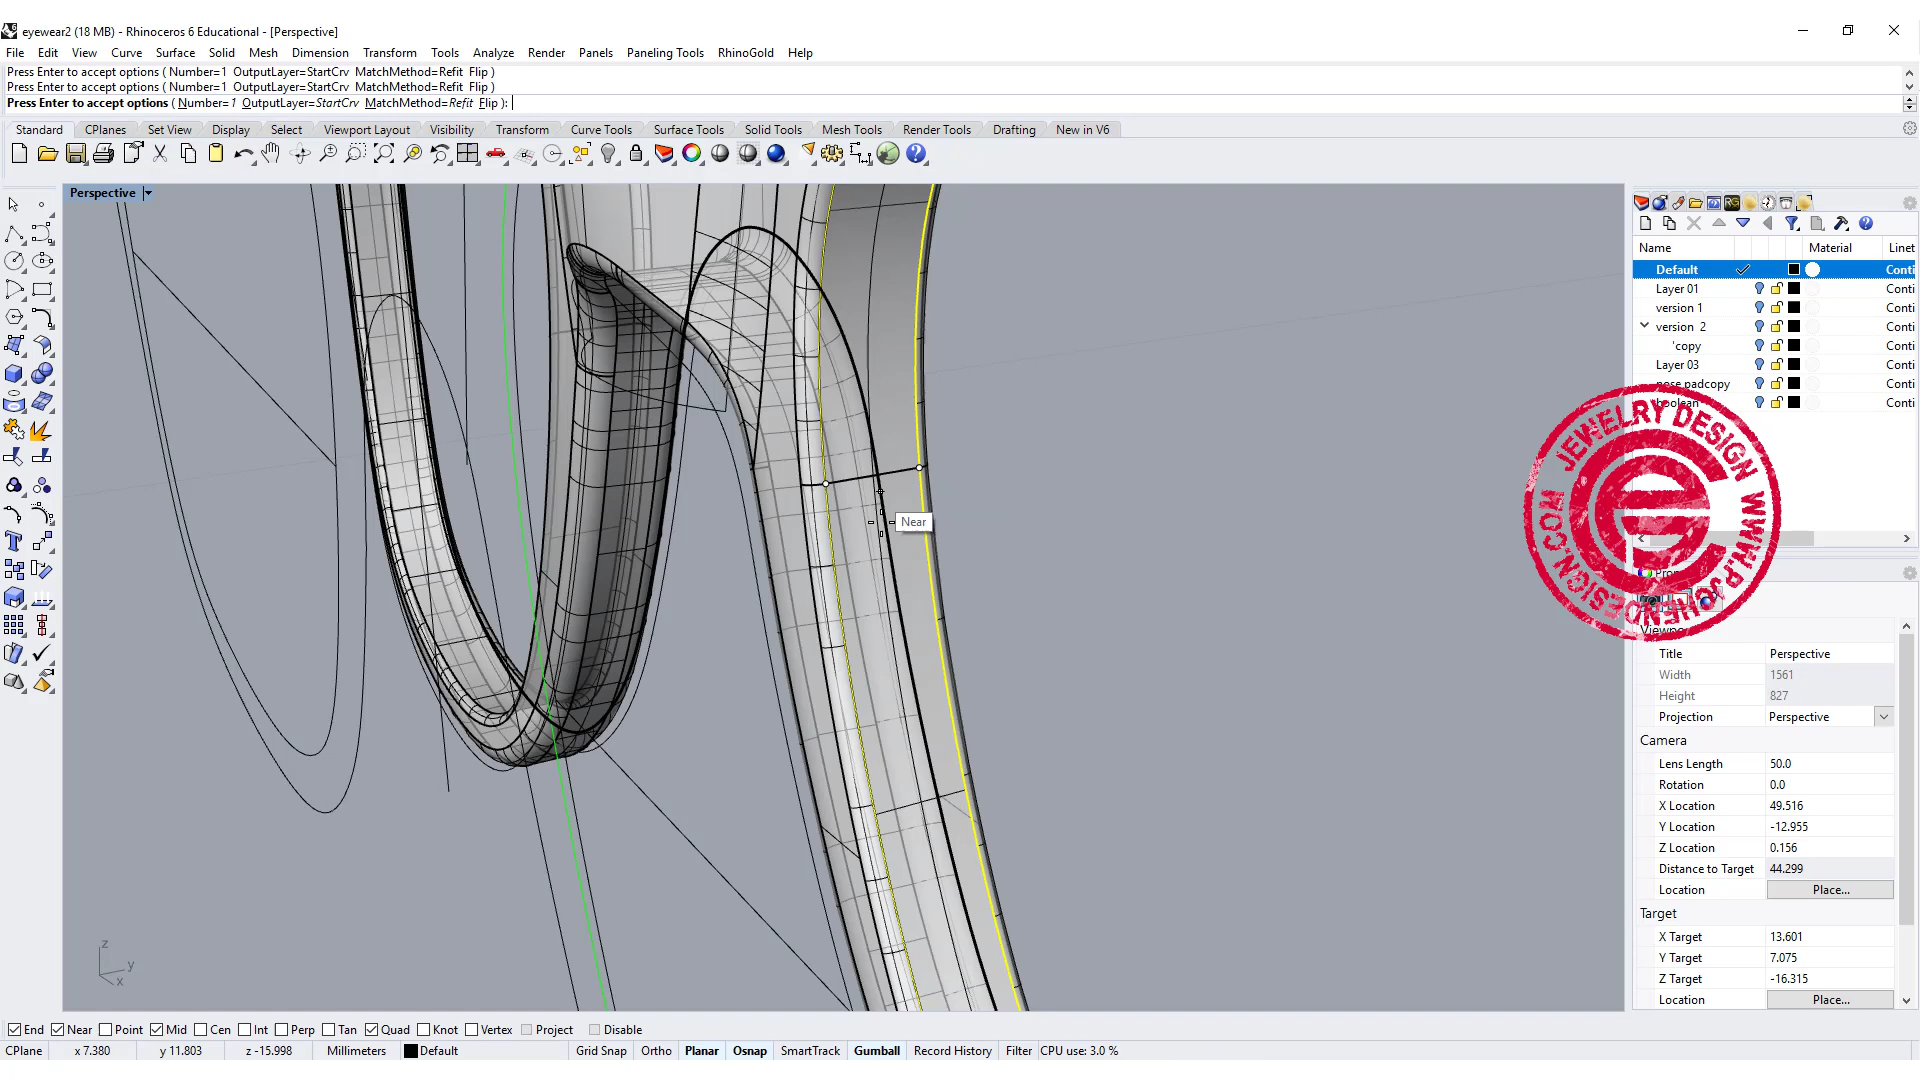 eyewear2 (18 MB) - Rhinoceros 6 Educational - [Perspective]
File Edit View Curve Surface Solid Mesh Dimension Transform Tools Analyze Render Panels Paneling Tools RhinoGold Help
Press Enter to accept options ( Number=1 OutputLayer=StartCrv MatchMethod=Refit Flip )
Press Enter to accept options ( Number=1 OutputLayer=StartCrv MatchMethod=Refit Flip )
Press Enter to accept options ( Number=1 OutputLayer=StartCrv MatchMethod=Refit Flip ):
Standard CPlanes Set View Display Select Viewport Layout Visibility Transform Curve Tools Surface Tools Solid Tools Mesh Tools Render Tools Drafting New in V6
Perspective
Near
z
y
x
Name Material Linet
Default Conti
Layer 01 Conti
version 1 Conti
version 2 Conti
'copy Conti
Layer 03 Conti
nose padcopy Conti
boolean Conti
JEWELRY DESIGN WWW.PJCHENDESIGN.COM
Title Perspective
Width 1561
Height 827
Projection Perspective
Camera
Lens Length 50.0
Rotation 0.0
X Location 49.516
Y Location -12.955
Z Location 0.156
Distance to Target 44.299
Location Place...
Target
X Target 13.601
Y Target 7.075
Z Target -16.315
Location Place...
End Near Point Mid Cen Int Perp Tan Quad Knot Vertex Project Disable
CPlane x 7.380 y 11.803 z -15.998 Millimeters Default Grid Snap Ortho Planar Osnap SmartTrack Gumball Record History Filter CPU use: 3.0 %